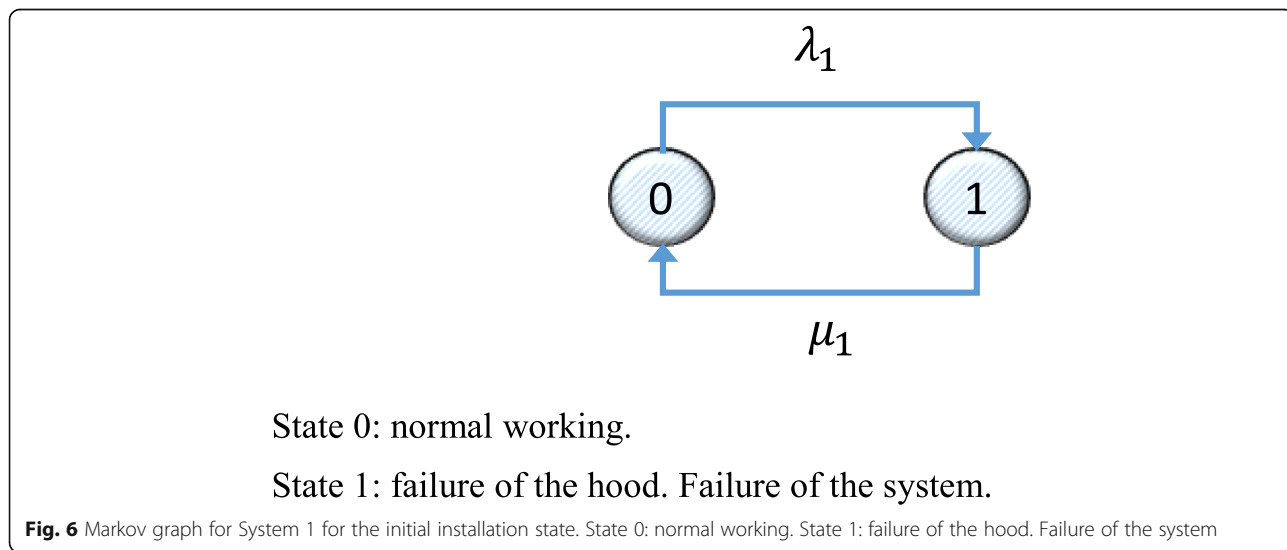 λ₁
0 1
μ₁
State 0: normal working.
State 1: failure of the hood. Failure of the system.
Fig. 6 Markov graph for System 1 for the initial installation state. State 0: normal working. State 1: failure of the hood. Failure of the system